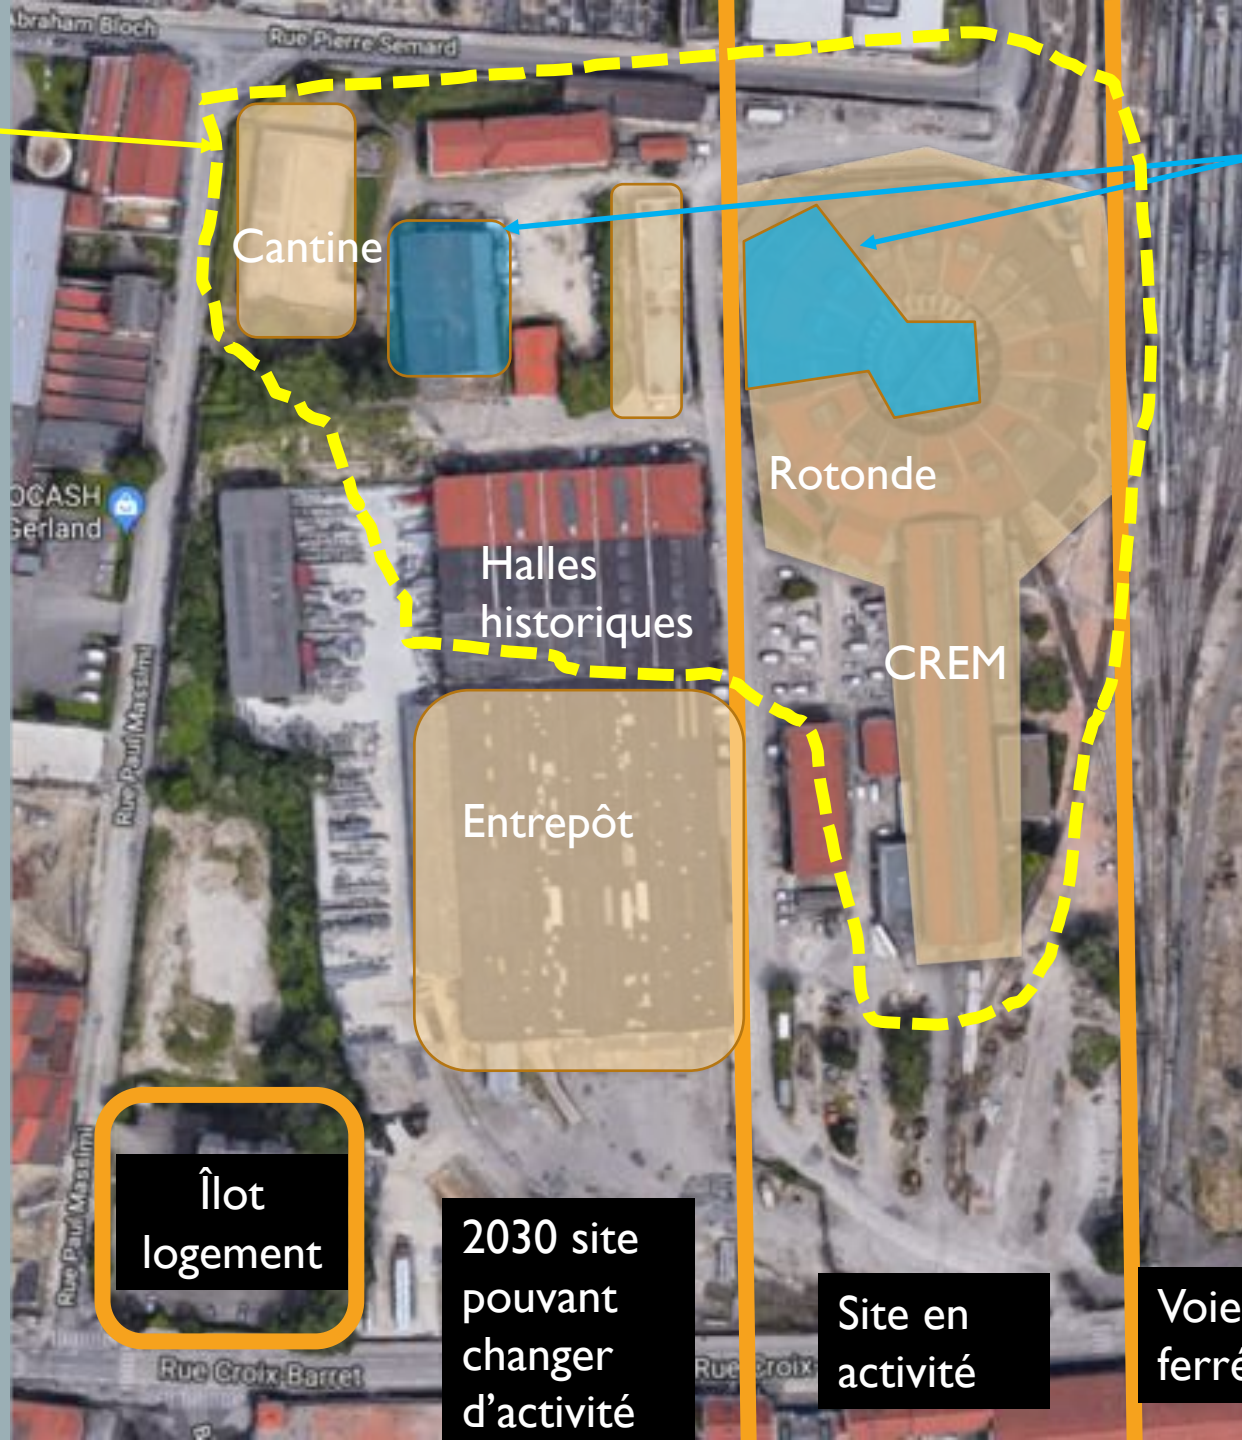 Abraham Bloch
Rue Pierre Semard
Cantine
Rotonde
OCASH
Gerland
Halles
historiques
CREM
Rue Paul Massimi
Entrepôt
Îlot
logement
Rue Paul Massimi
2030 site
pouvant
changer
d’activité
Site en
activité
Voie
ferré
Rue Croix Barret
Rue Croix